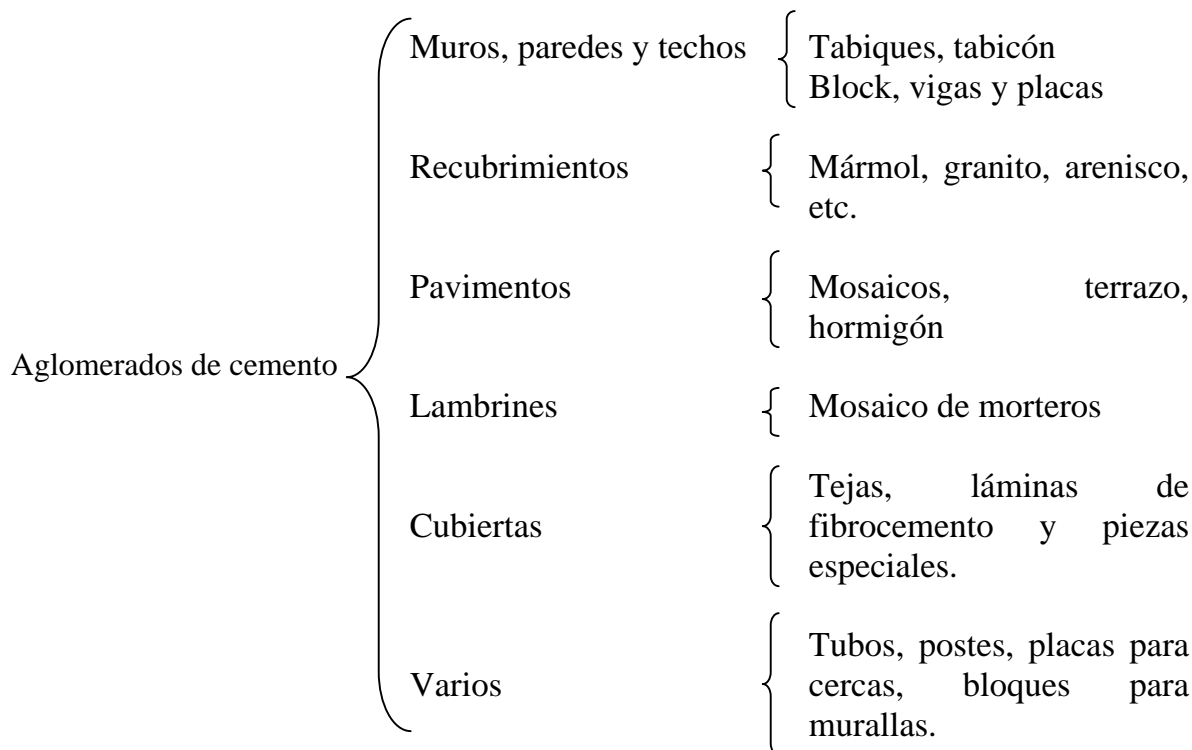 Aglomerados de cemento
Muros, paredes y techos
Tabiques, tabicón
Block, vigas y placas
Recubrimientos
Mármol, granito, arenisco,
etc.
Pavimentos
Mosaicos, terrazo,
hormigón
Lambrines
Mosaico de morteros
Cubiertas
Tejas, láminas de
fibrocemento y piezas
especiales.
Varios
Tubos, postes, placas para
cercas, bloques para
murallas.